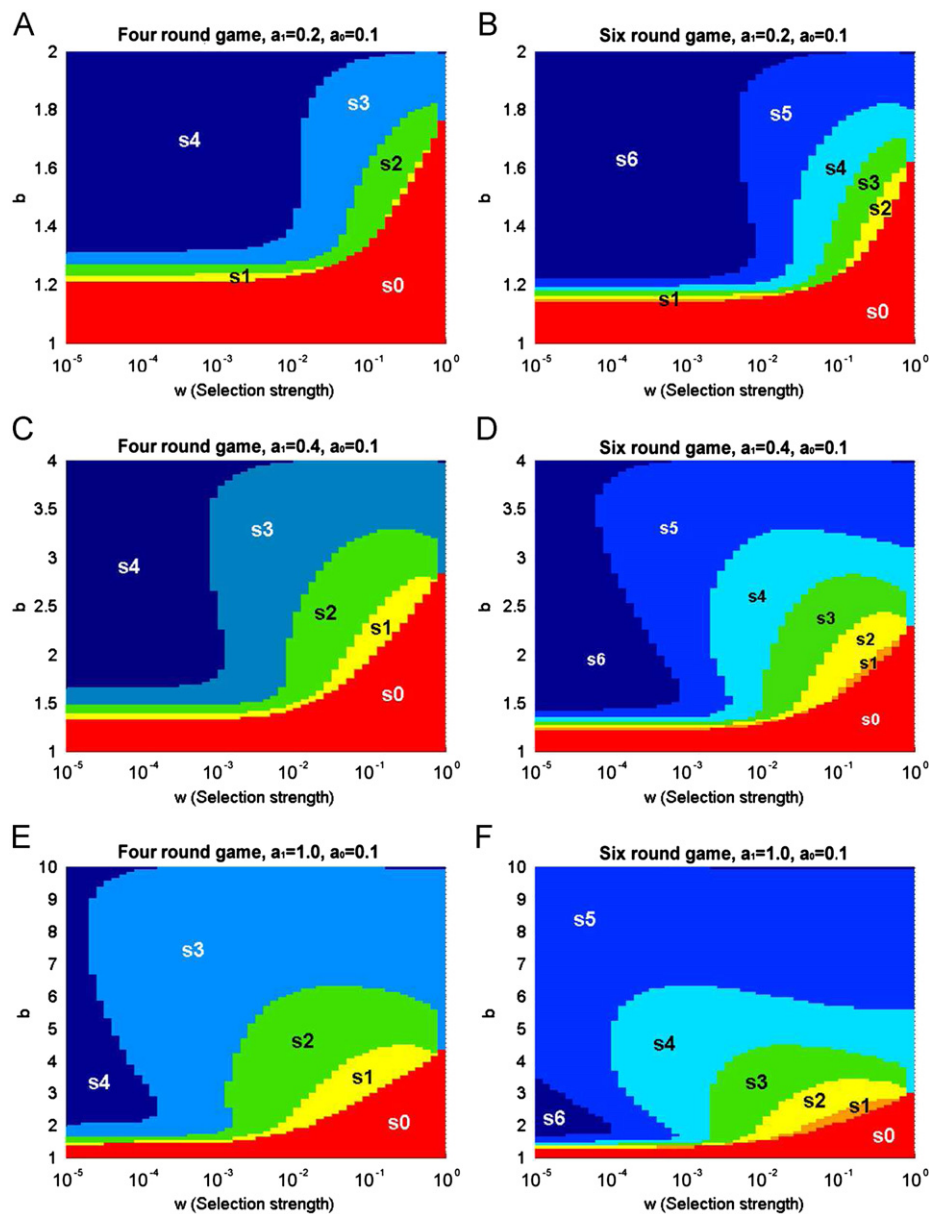 A
Four round game, a₁=0.2, a₀=0.1
2
1.8
1.6
1.4
1.2
1
b
s4
s3
s2
s1
s0
10⁻⁵ 10⁻⁴ 10⁻³ 10⁻² 10⁻¹ 10⁰
w (Selection strength)
B
Six round game, a₁=0.2, a₀=0.1
2
1.8
1.6
1.4
1.2
1
b
s6
s5
s4
s3
s2
s1
s0
10⁻⁵ 10⁻⁴ 10⁻³ 10⁻² 10⁻¹ 10⁰
w (Selection strength)
C
Four round game, a₁=0.4, a₀=0.1
4
3.5
3
2.5
2
1.5
1
b
s4
s3
s2
s1
s0
10⁻⁵ 10⁻⁴ 10⁻³ 10⁻² 10⁻¹ 10⁰
w (Selection strength)
D
Six round game, a₁=0.4, a₀=0.1
4
3.5
3
2.5
2
1.5
1
b
s6
s5
s4
s3
s2
s1
s0
10⁻⁵ 10⁻⁴ 10⁻³ 10⁻² 10⁻¹ 10⁰
w (Selection strength)
E
Four round game, a₁=1.0, a₀=0.1
10
9
8
7
6
5
4
3
2
1
b
s4
s3
s2
s1
s0
10⁻⁵ 10⁻⁴ 10⁻³ 10⁻² 10⁻¹ 10⁰
w (Selection strength)
F
Six round game, a₁=1.0, a₀=0.1
10
9
8
7
6
5
4
3
2
1
b
s5
s4
s6
s3
s2
s1
s0
10⁻⁵ 10⁻⁴ 10⁻³ 10⁻² 10⁻¹ 10⁰
w (Selection strength)